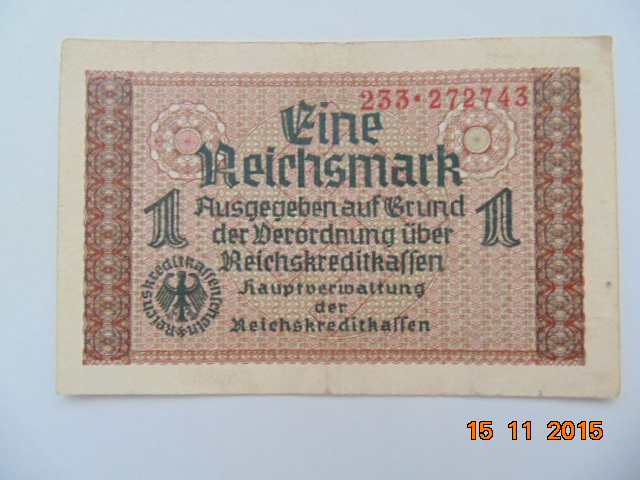 233·272743
Eine
Reichsmark
1 1
Ausgegeben auf Grund
der Verordnung über
Reichskreditkassen
Hauptverwaltung
der
Reichskreditkassen
Reichskreditkassenschein
15 11 2015